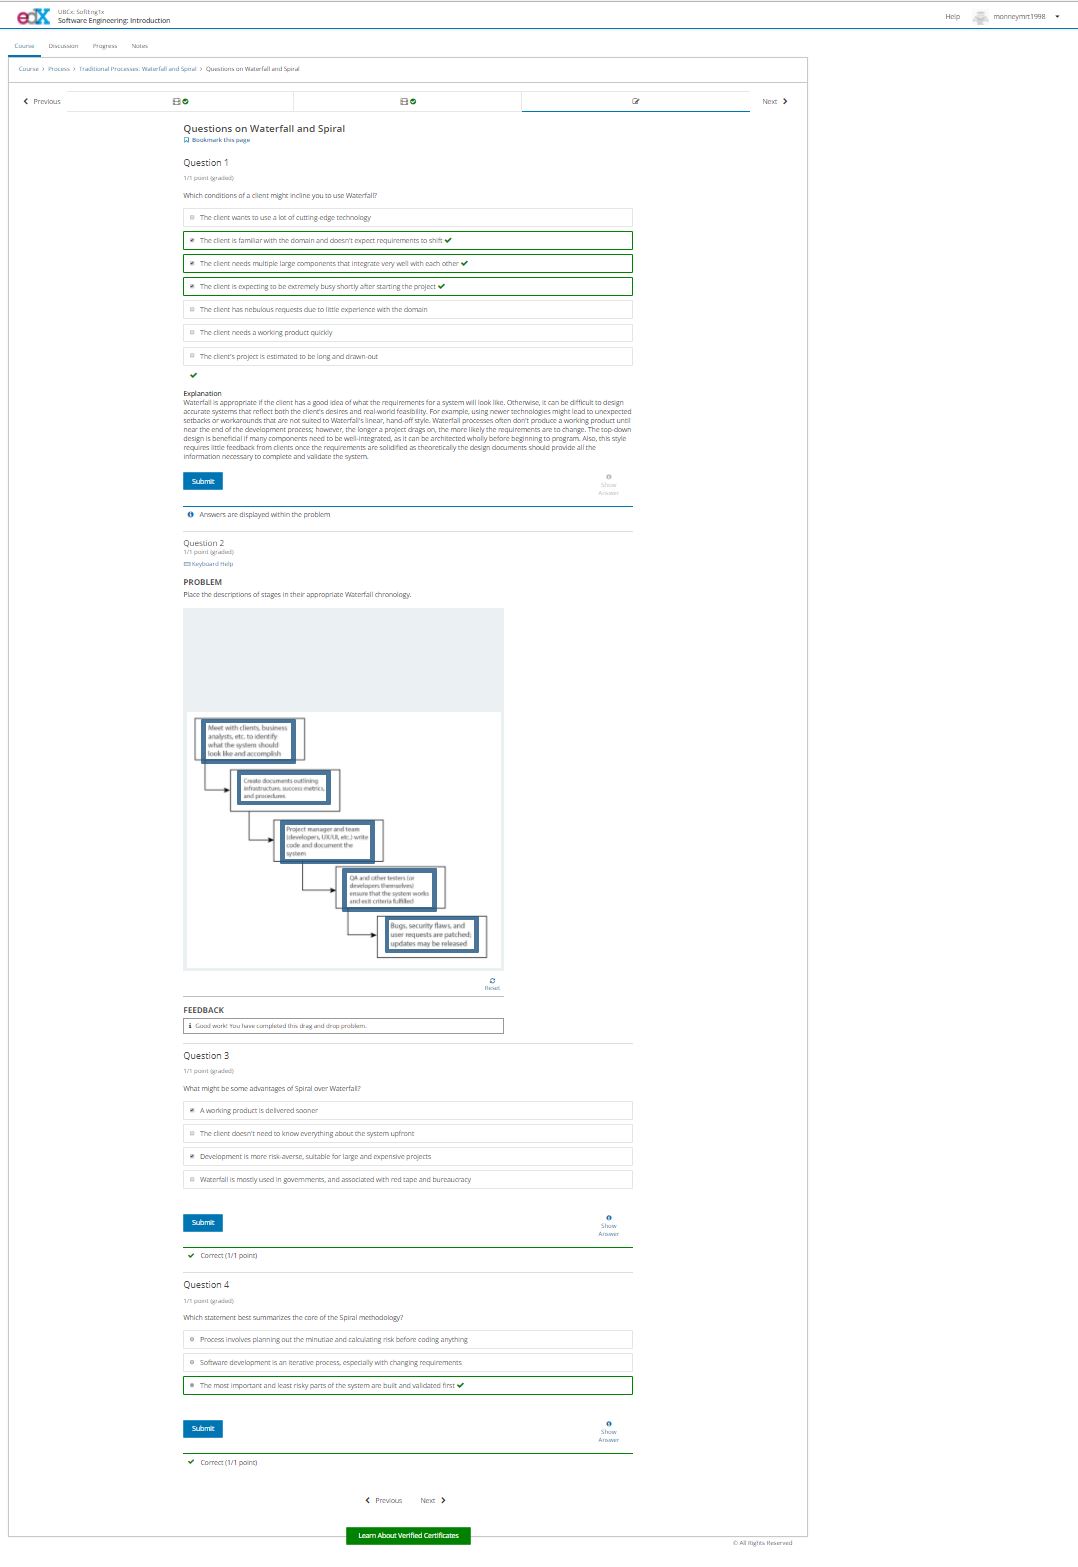 edX
UBCx: SoftEng1x
Software Engineering: Introduction
Help
monneymrt1998
Course
Discussion
Progress
Notes
Course > Process > Traditional Processes: Waterfall and Spiral > Questions on Waterfall and Spiral
Previous
Next
Questions on Waterfall and Spiral
Bookmark this page
Question 1
1/1 point (graded)
Which conditions of a client might incline you to use Waterfall?
The client wants to use a lot of cutting-edge technology
The client is familiar with the domain and doesn't expect requirements to shift
The client needs multiple large components that integrate very well with each other
The client is expecting to be extremely busy shortly after starting the project
The client has nebulous requests due to little experience with the domain
The client needs a working product quickly
The client's project is estimated to be long and drawn-out
Explanation
Waterfall is appropriate if the client has a good idea of what the requirements for a system will look like. Otherwise, it can be difficult to design
accurate systems that reflect both the client's desires and real-world feasibility. For example, using newer technologies might lead to unexpected
setbacks or workarounds that are not suited to Waterfall's linear, hand-off style. Waterfall processes often don't produce a working product until
near the end of the development process; however, the longer a project drags on, the more likely the requirements are to change. The top-down
design is beneficial if many components need to be well-integrated, as it can be architected wholly before beginning to program. Also, this style
requires little feedback from clients once the requirements are solidified as theoretically the design documents should provide all the
information necessary to complete and validate the system.
Submit
Show
Answer
Answers are displayed within the problem
Question 2
1/1 point (graded)
Keyboard Help
PROBLEM
Place the descriptions of stages in their appropriate Waterfall chronology.
Meet with clients, business
analysts, etc. to identify
what the system should
look like and accomplish
Create documents outlining
infrastructure, success metrics,
and procedures
Project manager and team
(developers, UX/UI, etc.) write
code and document the
system
QA and other testers (or
developers themselves)
ensure that the system works
and exit criteria fulfilled
Bugs, security flaws, and
user requests are patched;
updates may be released
Reset
FEEDBACK
Good work! You have completed this drag and drop problem.
Question 3
1/1 point (graded)
What might be some advantages of Spiral over Waterfall?
A working product is delivered sooner
The client doesn't need to know everything about the system upfront
Development is more risk-averse, suitable for large and expensive projects
Waterfall is mostly used in governments, and associated with red tape and bureaucracy
Submit
Show
Answer
Correct (1/1 point)
Question 4
1/1 point (graded)
Which statement best summarizes the core of the Spiral methodology?
Process involves planning out the minutiae and calculating risk before coding anything
Software development is an iterative process, especially with changing requirements
The most important and least risky parts of the system are built and validated first
Submit
Show
Answer
Correct (1/1 point)
Previous
Next
Learn About Verified Certificates
© All Rights Reserved